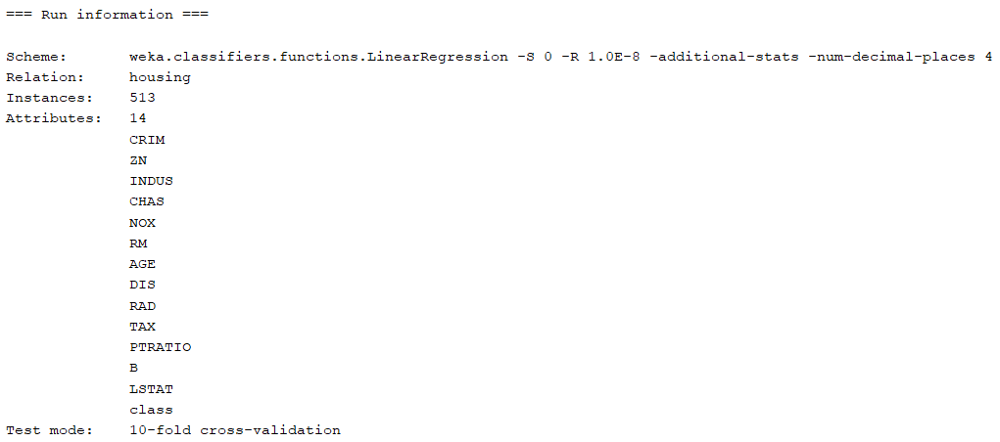 === Run information ===
Scheme: weka.classifiers.functions.LinearRegression -S 0 -R 1.0E-8 -additional-stats -num-decimal-places 4
Relation: housing
Instances: 513
Attributes: 14
CRIM
ZN
INDUS
CHAS
NOX
RM
AGE
DIS
RAD
TAX
PTRATIO
B
LSTAT
class
Test mode: 10-fold cross-validation